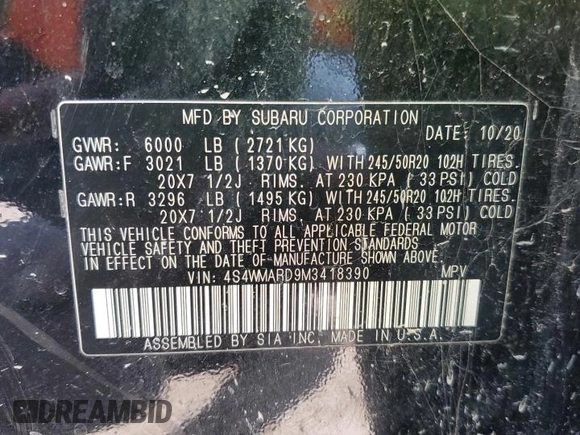 MFD BY SUBARU CORPORATION
DATE: 10/20
GVWR: 6000 LB (2721KG)
GAWR:F 3021 LB (1370KG) WITH 245/50R20 102H TIRES.
20X7 1/2J RIMS. AT 230 KPA (33 PSI) COLD
GAWR:R 3296 LB (1495 KG) WITH 245/50R20 102H TIRES.
20X7 1/2J RIMS. AT 230 KPA (33 PSI) COLD
THIS VEHICLE CONFORMS TO ALL APPLICABLE FEDERAL MOTOR
VEHICLE SAFETY AND THEFT PREVENTION STANDARDS
IN EFFECT ON THE DATE OF MANUFACTURE SHOWN ABOVE.
VIN: 4S4WMARD9M3418390 MPV
ASSEMBLED BY SIA INC. MADE IN U.S.A.
DREAMBID